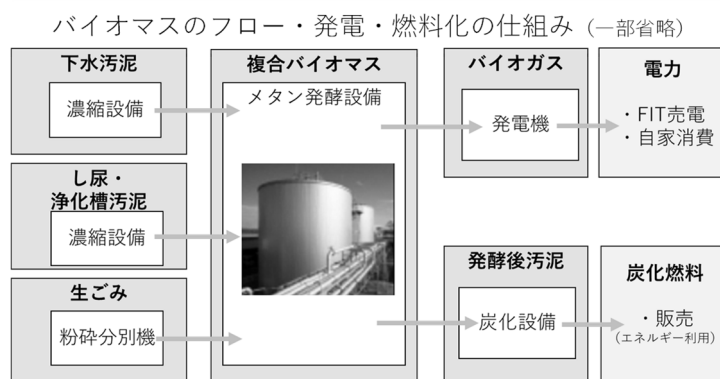 バイオマスのフロー・発電・燃料化の仕組み（一部省略）
下水汚泥
濃縮設備
し尿・
浄化槽汚泥
濃縮設備
生ごみ
粉砕分別機
複合バイオマス
メタン発酵設備
バイオガス
発電機
電力
・FIT売電
・自家消費
発酵後汚泥
炭化設備
炭化燃料
・販売
（エネルギー利用）